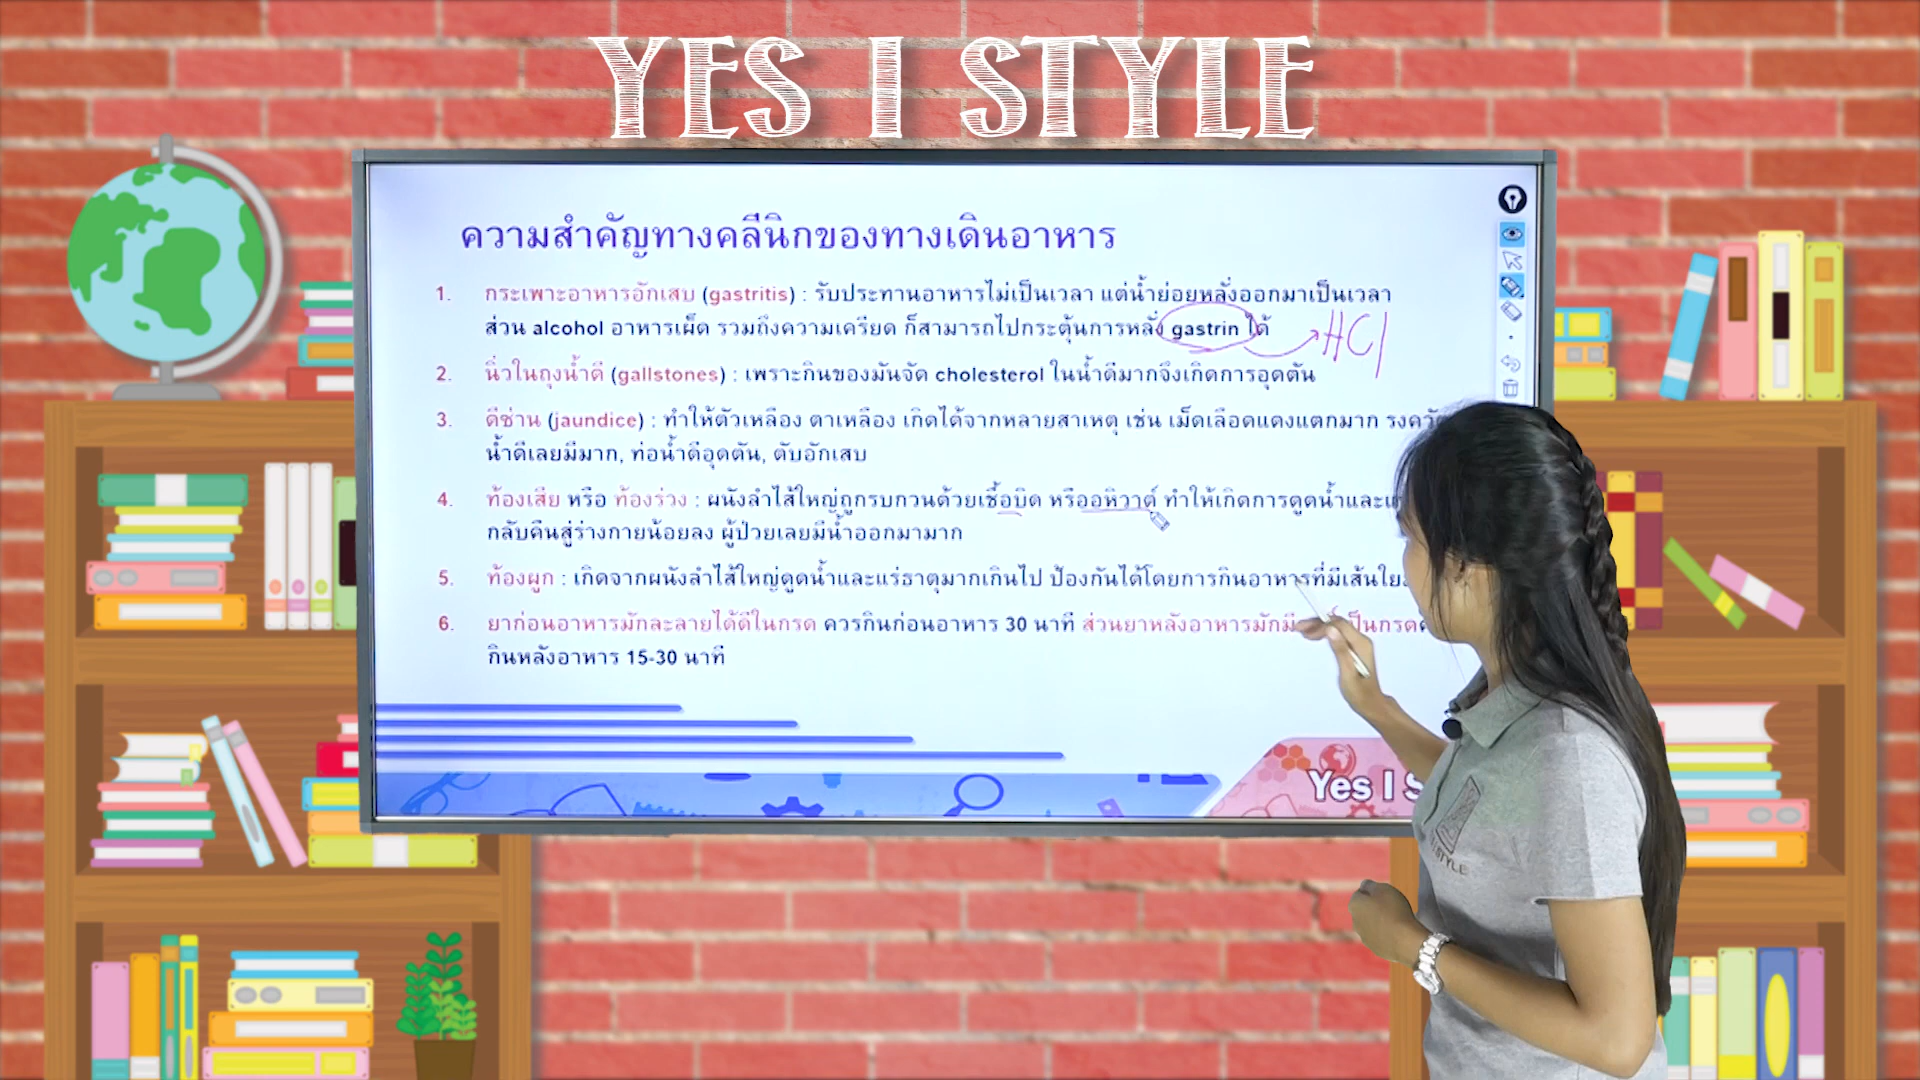 YES I STYLE
ความสำคัญทางคลีนิกของทางเดินอาหาร
1. กระเพาะอาหารอักเสบ (gastritis) : รับประทานอาหารไม่เป็นเวลา แต่น้ำย่อยหลั่งออกมาเป็นเวลา
ส่วน alcohol อาหารเผ็ด รวมถึงความเครียด ก็สามารถไปกระตุ้นการหลั่ง gastrin ได้
HCl
2. นิ่วในถุงน้ำดี (gallstones) : เพราะกินของมันจัด cholesterol ในน้ำดีมากจึงเกิดการอุดตัน
3. ดีซ่าน (jaundice) : ทำให้ตัวเหลือง ตาเหลือง เกิดได้จากหลายสาเหตุ เช่น เม็ดเลือดแดงแตกมาก
น้ำดีเลยมีมาก, ท่อน้ำดีอุดตัน, ตับอักเสบ
4. ท้องเสีย หรือ ท้องร่วง : ผนังลำไส้ใหญ่ถูกรบกวนด้วยเชื้อบิด หรืออหิวาต์ ทำให้เกิดการดูดน้ำและ
กลับคืนสู่ร่างกายน้อยลง ผู้ป่วยเลยมีน้ำออกมามาก
5. ท้องผูก : เกิดจากผนังลำไส้ใหญ่ดูดน้ำและแร่ธาตุมากเกินไป ป้องกันได้โดยการกินอาหารที่มีเส้นใย
6. ยาก่อนอาหารมักละลายได้ดีในกรด ควรกินก่อนอาหาร 30 นาที ส่วนยาหลังอาหารมักมี เป็นกรด
กินหลังอาหาร 15-30 นาที
Yes I S
STYLE